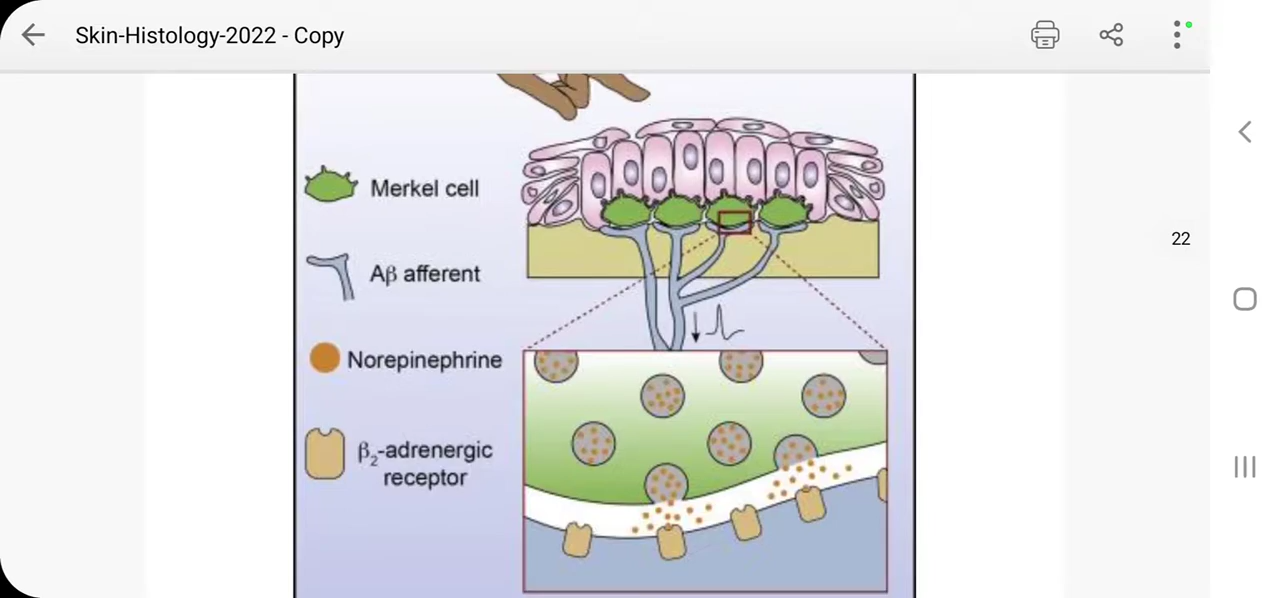 Skin-Histology-2022 - Copy
Merkel cell
22
Aβ afferent
Norepinephrine
β₂-adrenergic
receptor